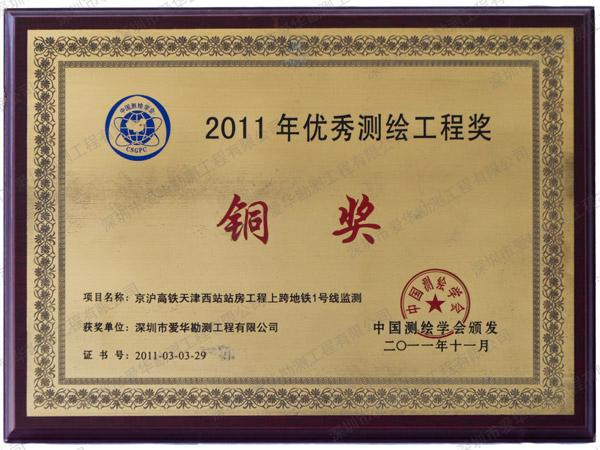 中国测绘学会
CSGPC
2011年优秀测绘工程奖
铜 奖
项目名称：京沪高铁天津西站站房工程上跨地铁1号线监测
获奖单位：深圳市爱华勘测工程有限公司
证 书 号：2011-03-03-29
中国测绘学会
中国测绘学会颁发
二〇一一年十一月
深圳市爱华勘测工程有限公司